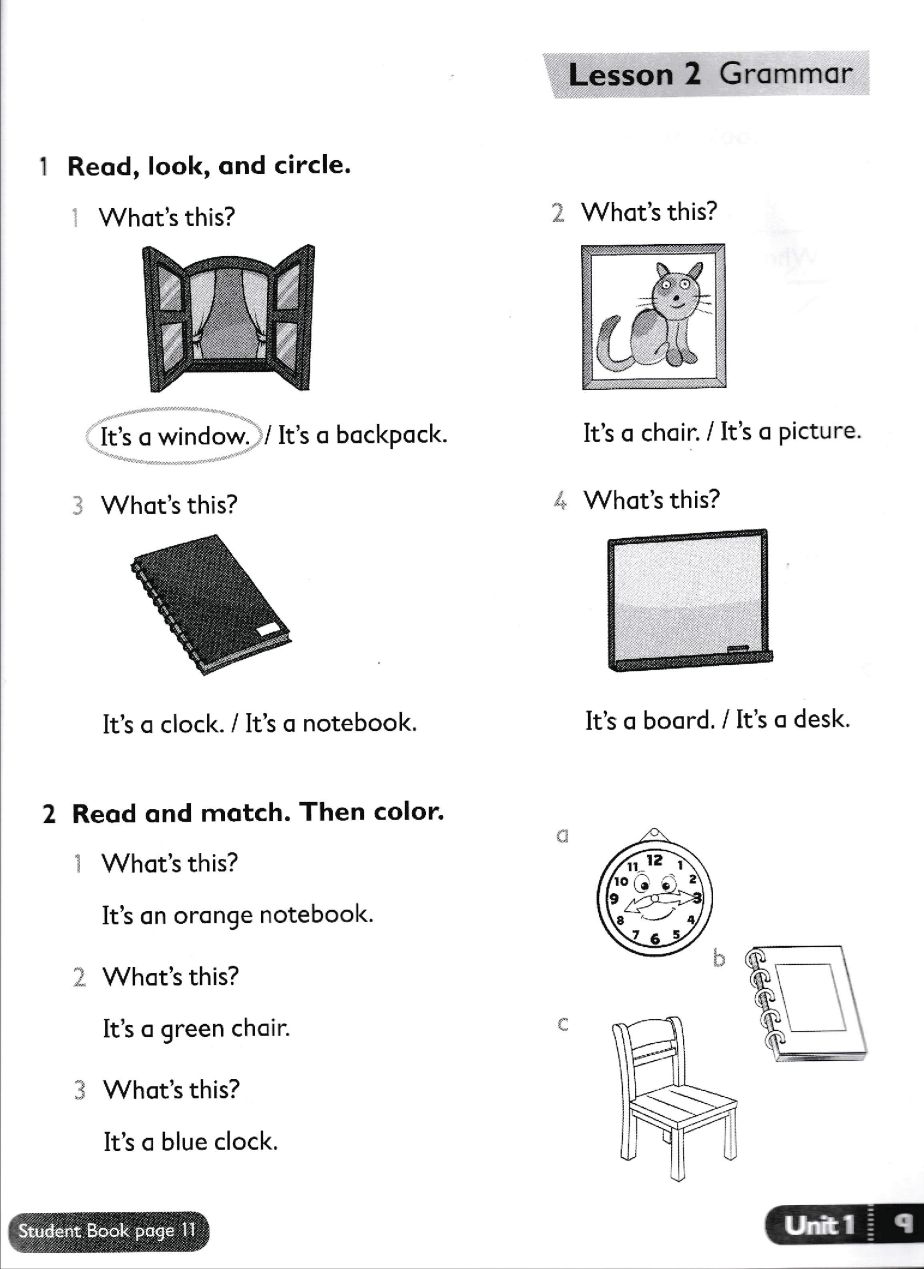 Lesson 2 Grammar
1 Read, look, and circle.
1 What's this?
It's a window. / It's a backpack.
2 What's this?
It's a chair. / It's a picture.
3 What's this?
It's a clock. / It's a notebook.
4 What's this?
It's a board. / It's a desk.
2 Read and match. Then color.
1 What's this?
It's an orange notebook.
2 What's this?
It's a green chair.
3 What's this?
It's a blue clock.
a
12
1
2
3
4
5
6
7
8
9
10
11
b
c
Student Book page 11
Unit 1 9